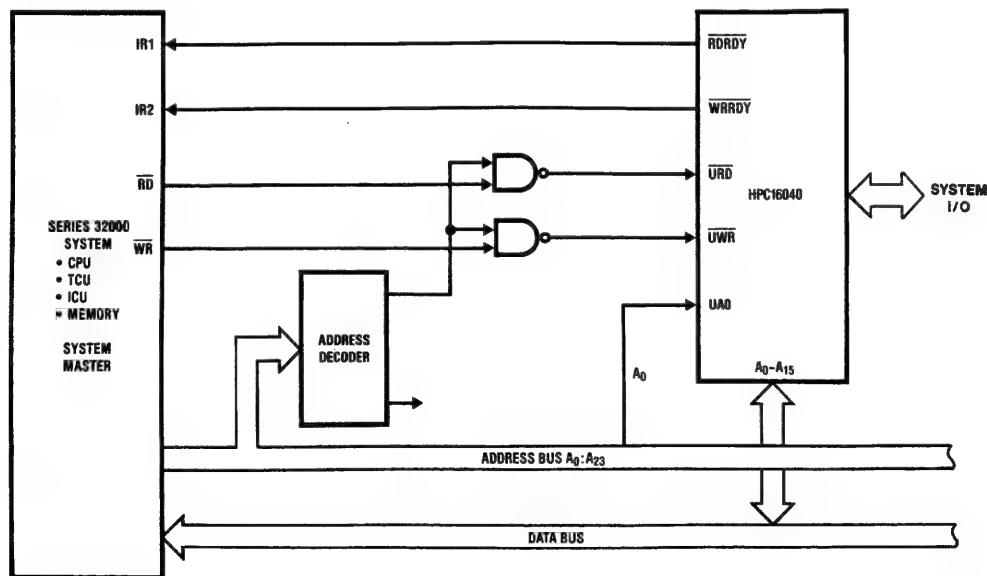 IR1
RDRDY
IR2
WRRDY
RD
URD
HPC16040
SYSTEM
I/O
SERIES 32000
SYSTEM
• CPU
• TCU
• ICU
• MEMORY
SYSTEM
MASTER
WR
UWR
ADDRESS
DECODER
UA0
A0
A0–A15
ADDRESS BUS A0:A23
DATA BUS